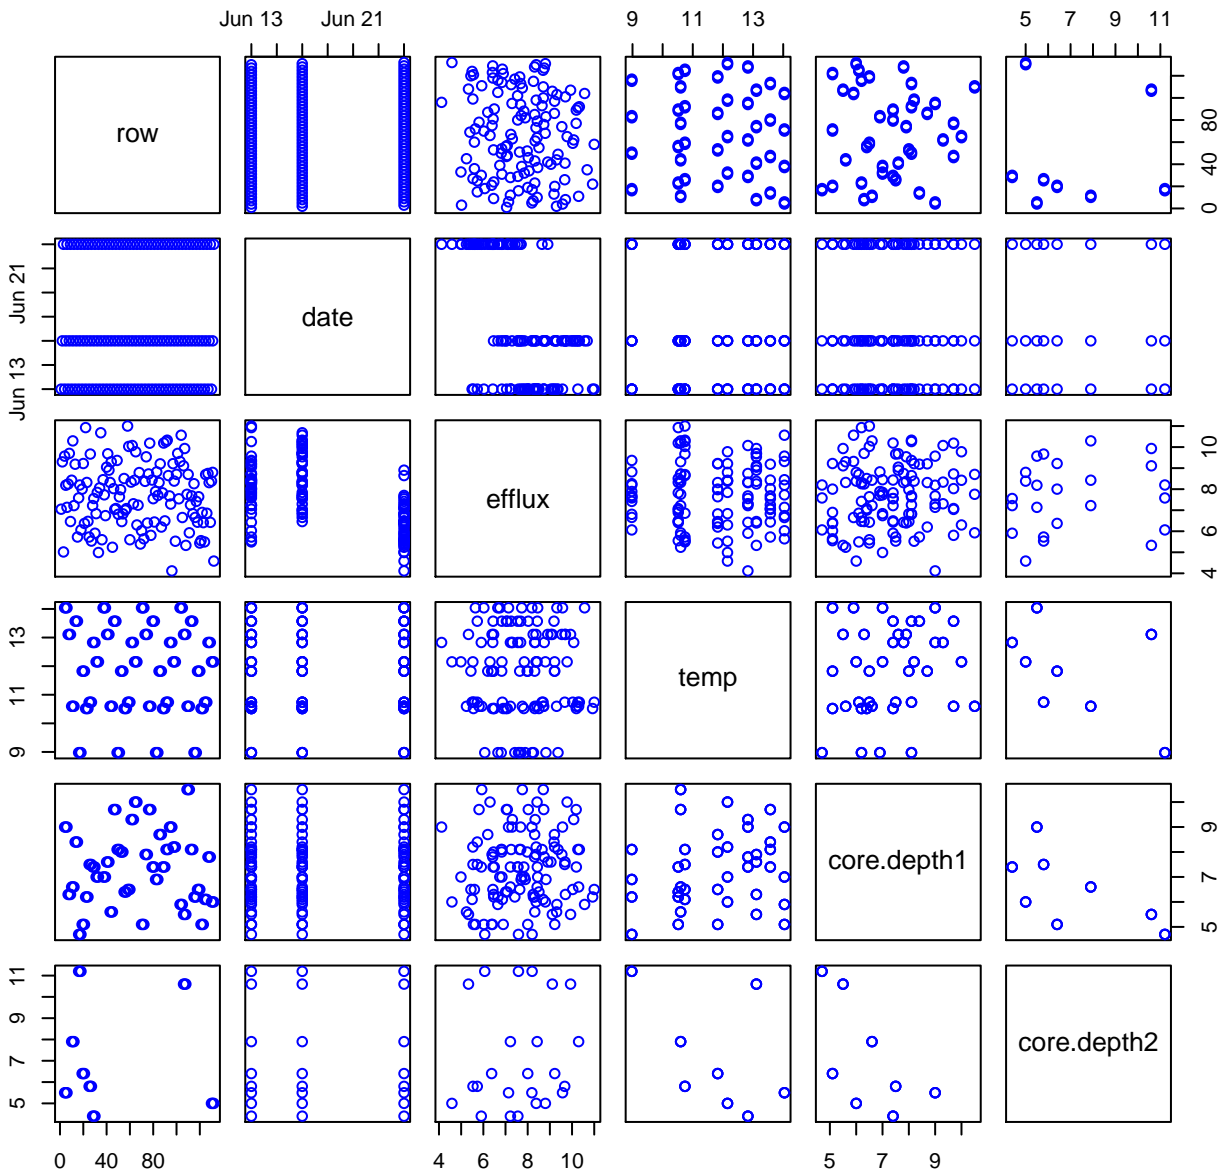 Jun 13 Jun 21 9 11 13 5 7 9 11
row 0 40 80
Jun 13 Jun 21 date
efflux 4 6 8 10
9 11 13 temp
core.depth1 5 7 9
5 7 9 11 core.depth2
0 40 80 4 6 8 10 5 7 9